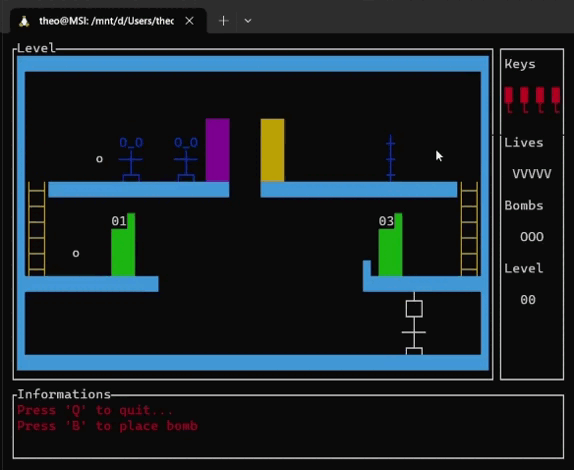 theo@MSI: /mnt/d/Users/thec
Level
Keys
O_O O_O
o
Lives
VVVVV
Bombs
01
03
OOO
o
Level
00
Informations
Press 'Q' to quit...
Press 'B' to place bomb